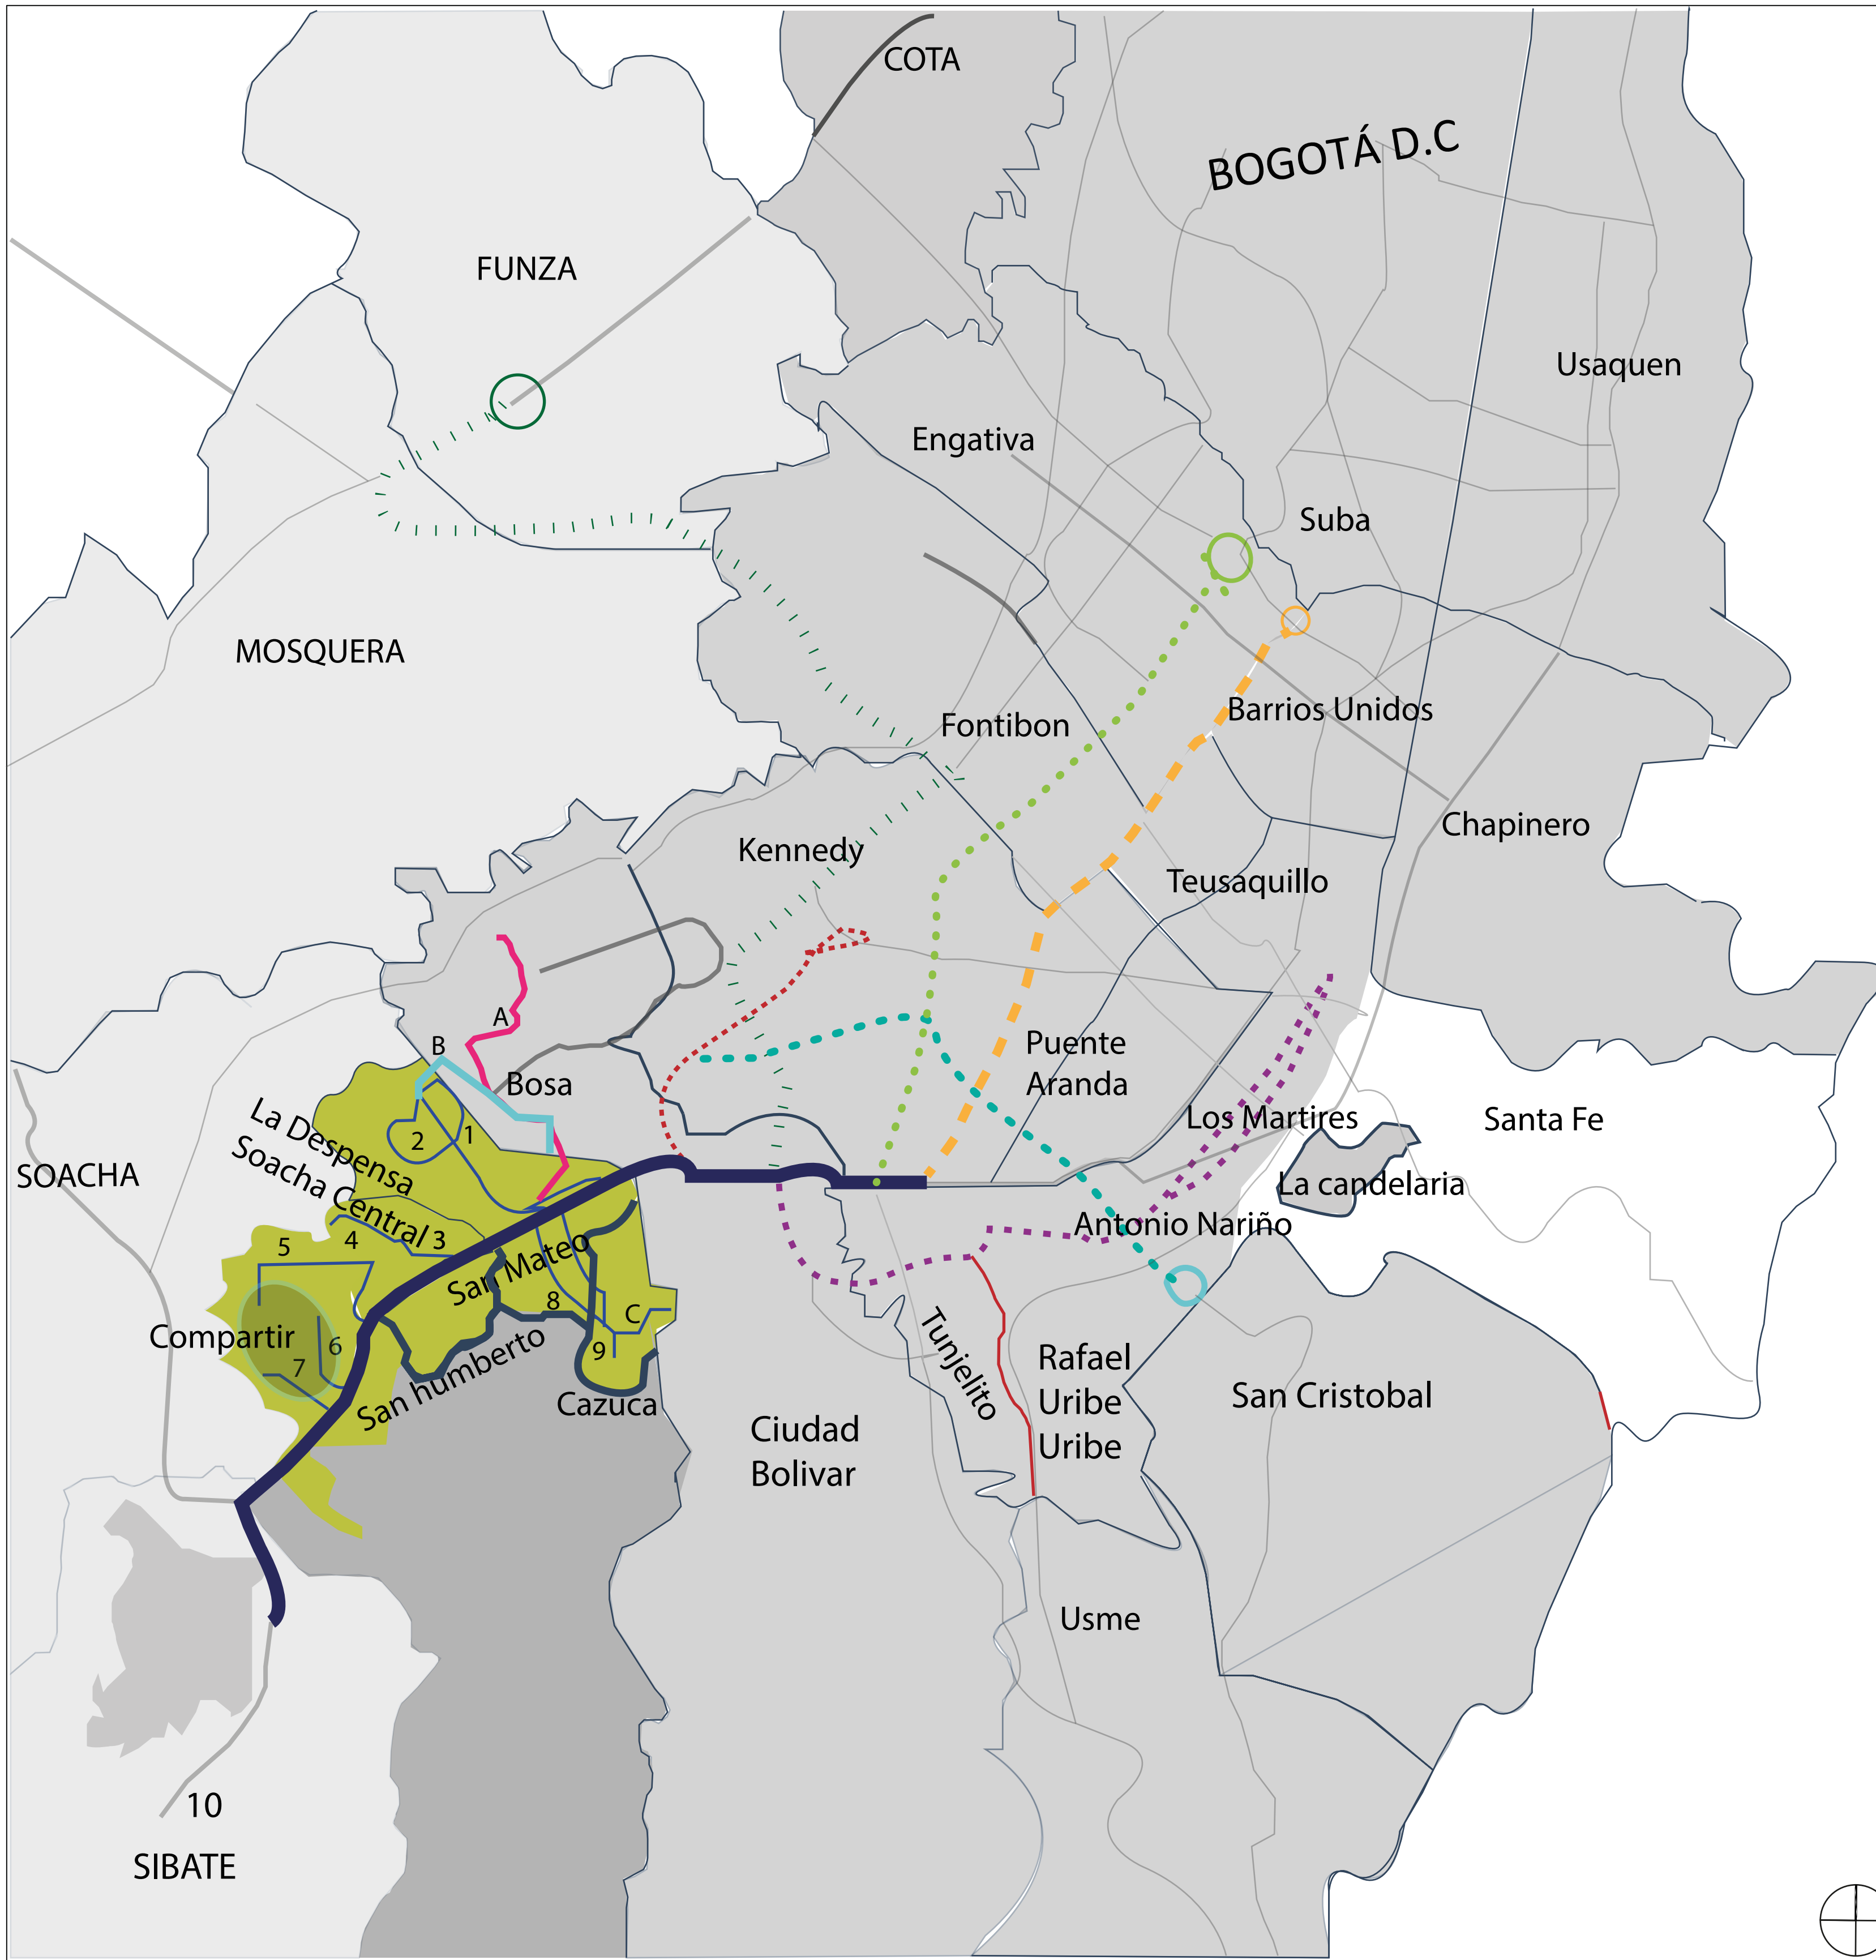 COTA
BOGOTÁ D.C
FUNZA
Usaquen
Engativa
Suba
MOSQUERA
Barrios Unidos
Fontibon
Chapinero
Kennedy
Teusaquillo
A
B
Puente
Aranda
Bosa
La Despensa
2
1
Los Martires
Santa Fe
SOACHA
Soacha Central
La candelaria
Antonio Nariño
5
4
3
San Mateo
8
C
Compartir
6
7
9
San humberto
Cazuca
Tunjelito
Rafael
Uribe
Uribe
San Cristobal
Ciudad
Bolivar
Usme
10
SIBATE